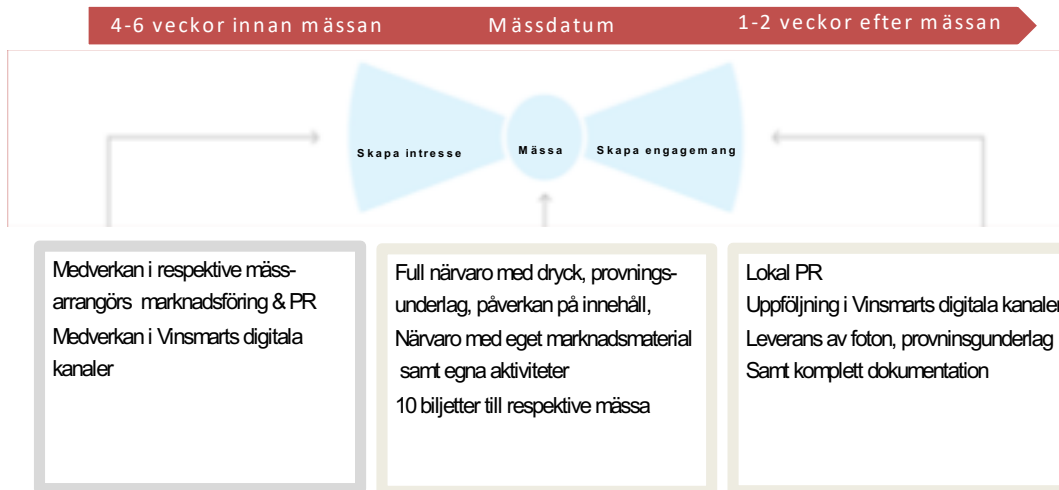 4-6 veckor innan mässan Mässdatum 1-2 veckor efter mässan
Skapa intresse Mässa Skapa engagemang
Medverkan i respektive mäss-
arrangörs marknadsföring & PR
Medverkan i Vinsmarts digitala
kanaler
Full närvaro med dryck, provnings-
underlag, påverkan på innehåll,
Närvaro med eget marknadsmaterial
samt egna aktiviteter
10 biljetter till respektive mässa
Lokal PR
Uppföljning i Vinsmarts digitala kanaler
Leverans av foton, provninsgunderlag
Samt komplett dokumentation